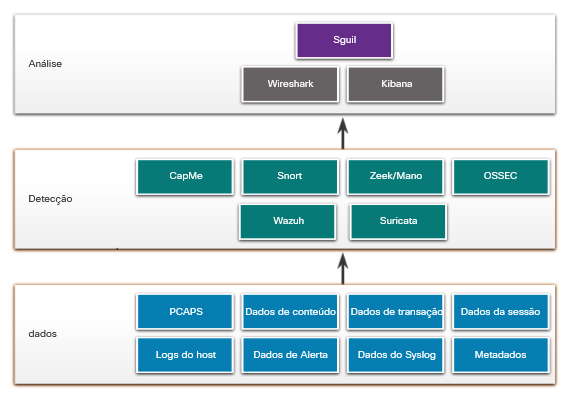 Análise
Sguil
Wireshark
Kibana
Detecção
CapMe
Snort
Zeek/Mano
OSSEC
Wazuh
Suricata
dados
PCAPS
Dados de conteúdo
Dados de transação
Dados da sessão
Logs do host
Dados de Alerta
Dados do Syslog
Metadados